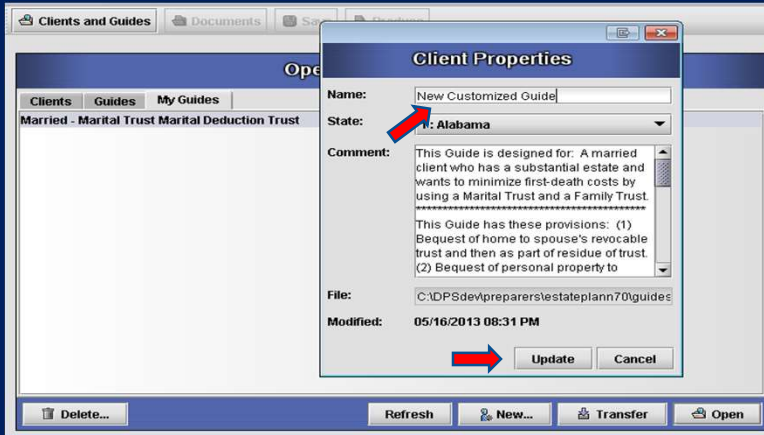 Clients and Guides Documents
Ope
Clients Guides My Guides
Married - Marital Trust Marital Deduction Trust
Client Properties
Name: New Customized Guide
State: Alabama
Comment: This Guide is designed for: A married
client who has a substantial estate and
wants to minimize first-death costs by
using a Marital Trust and a Family Trust.
*********************************************
This Guide has these provisions: (1)
Bequest of home to spouse's revocable
trust and then as part of residue of trust.
(2) Bequest of personal property to
File: C:\DPSdev\preparers\estateplann70\guides
Modified: 05/16/2013 08:31 PM
Update Cancel
Delete... Refresh New... Transfer Open